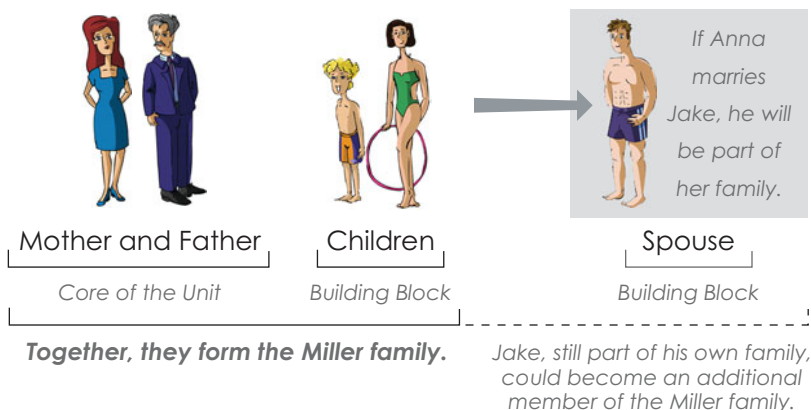 If Anna
marries
Jake, he will
be part of
her family.
Mother and Father
Children
Spouse
Core of the Unit
Building Block
Building Block
Together, they form the Miller family.
Jake, still part of his own family,
could become an additional
member of the Miller family.